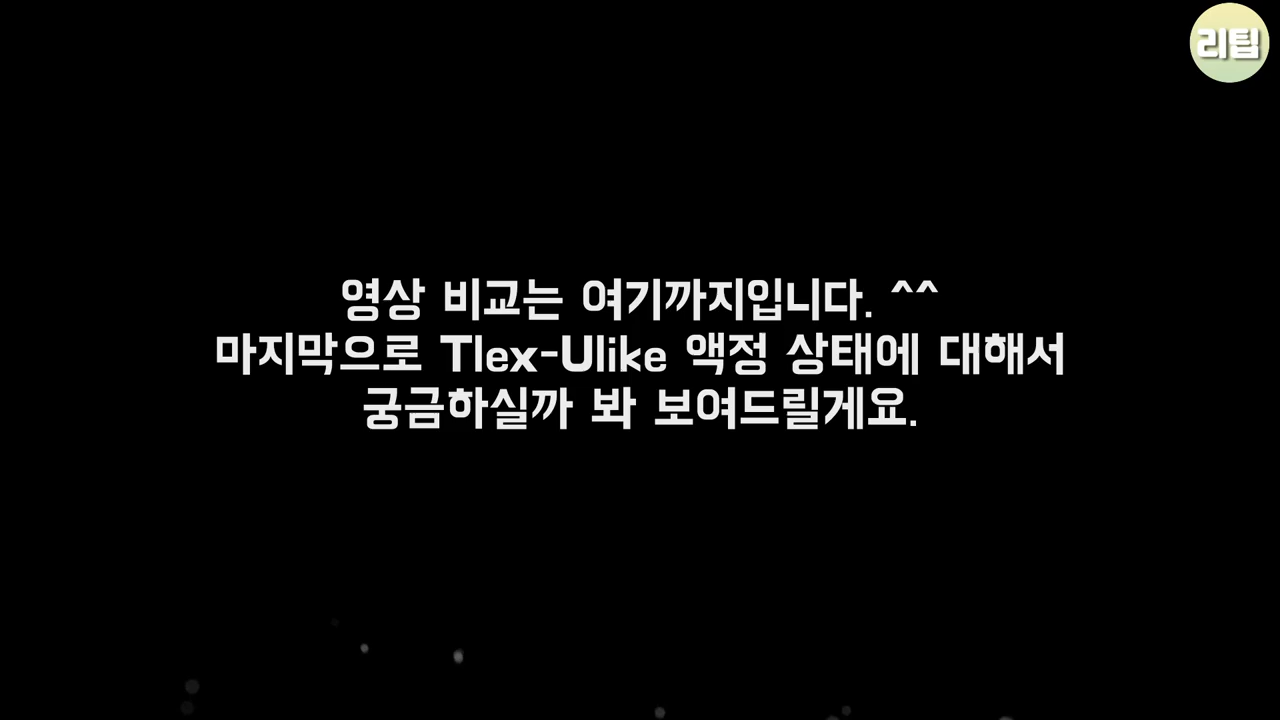 리팁
영상 비교는 여기까지입니다. ^^
마지막으로 Tlex-Ulike 액정 상태에 대해서
궁금하실까 봐 보여드릴게요.